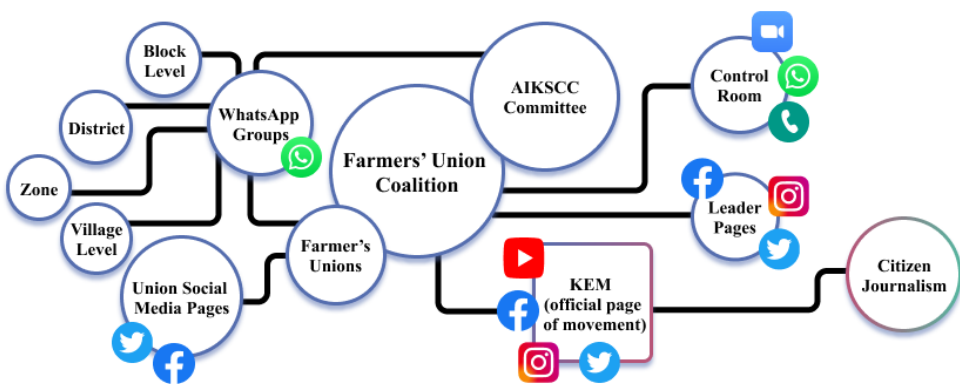 Block
Level
District
Zone
Village
Level
WhatsApp
Groups
Union Social
Media Pages
Farmer's
Unions
Farmers' Union
Coalition
AIKSCC
Committee
Control
Room
Leader
Pages
KEM
(official page
of movement)
Citizen
Journalism